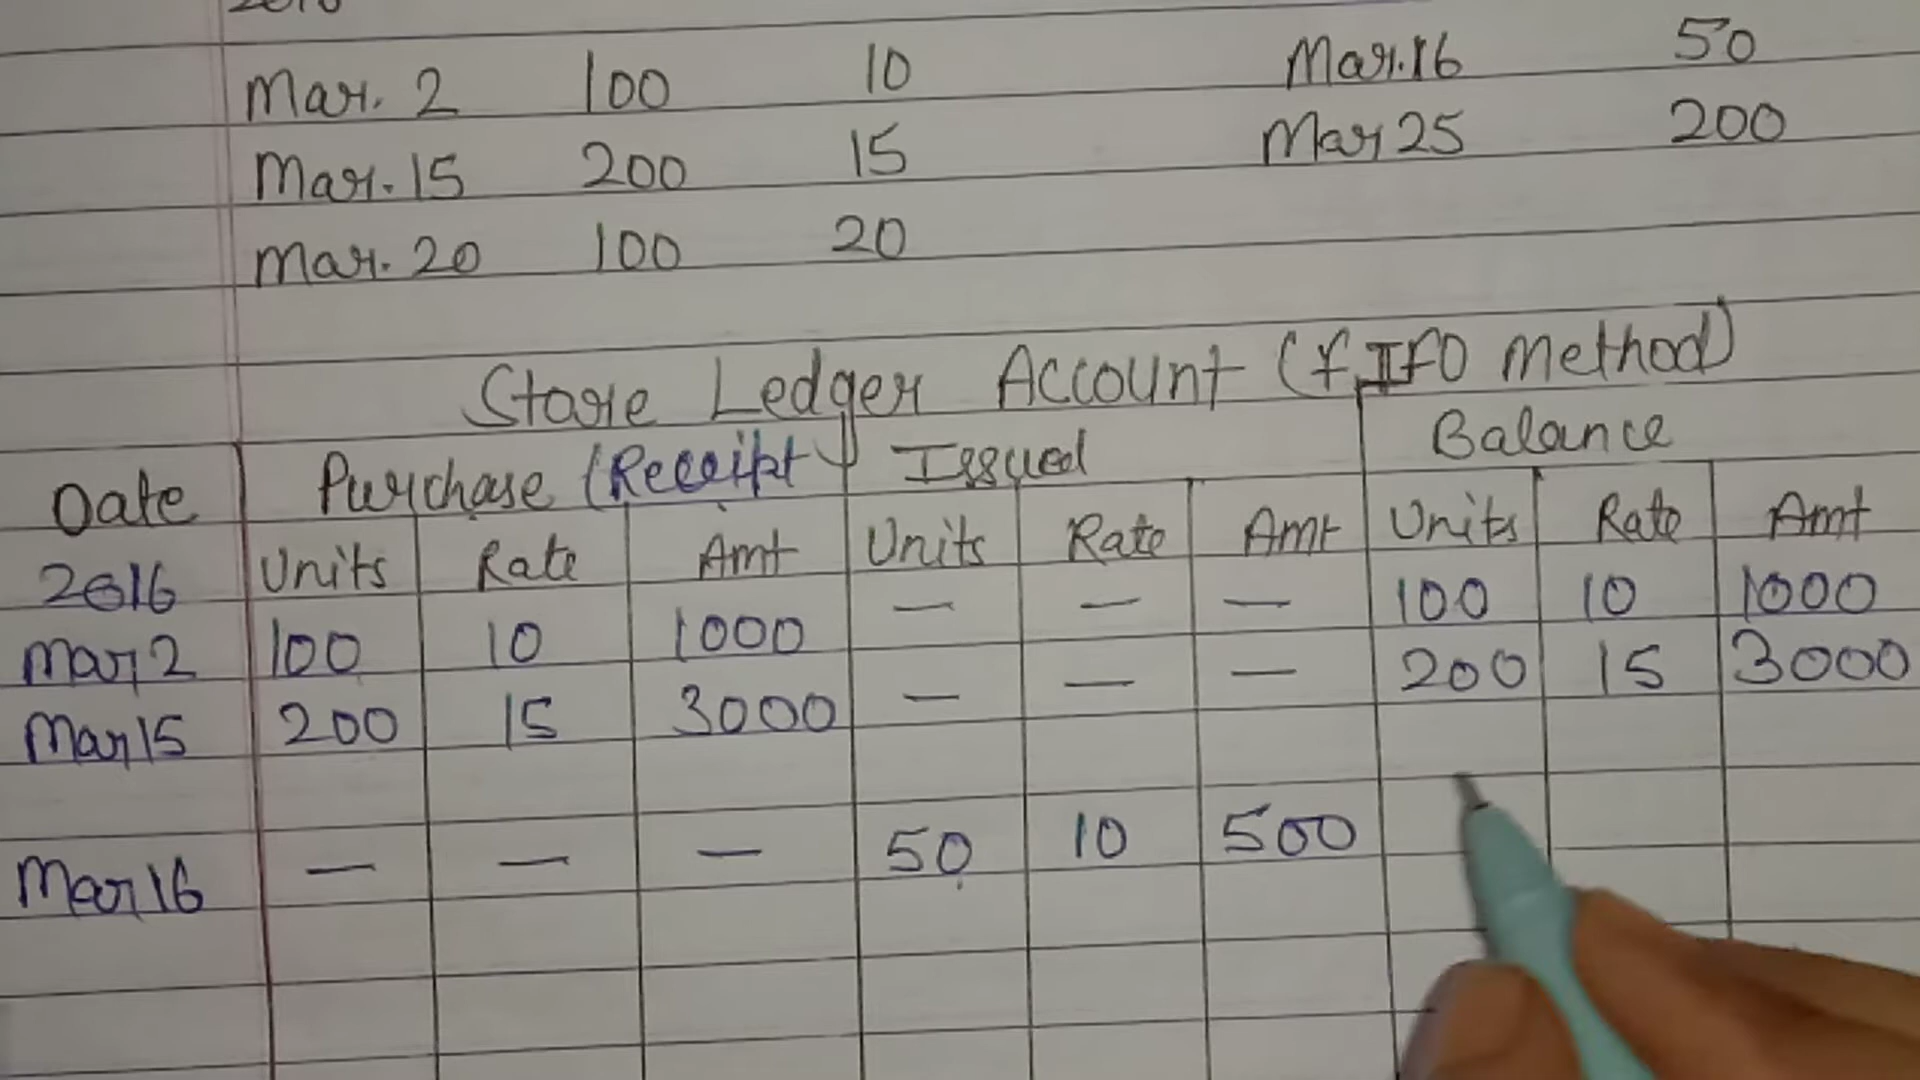 2016
Mar. 2 100 10 Mar. 16 50
Mar. 15 200 15 Mar 25 200
Mar. 20 100 20
Store Ledger Account (FIFO Method)
Date Purchase (Receipt) Issued Balance
2016 Units Rate Amt Units Rate Amt Units Rate Amt
Mar 2 100 10 1000 — — — 100 10 1000
Mar 15 200 15 3000 — — — 200 15 3000
Mar 16 — — — 50 10 500